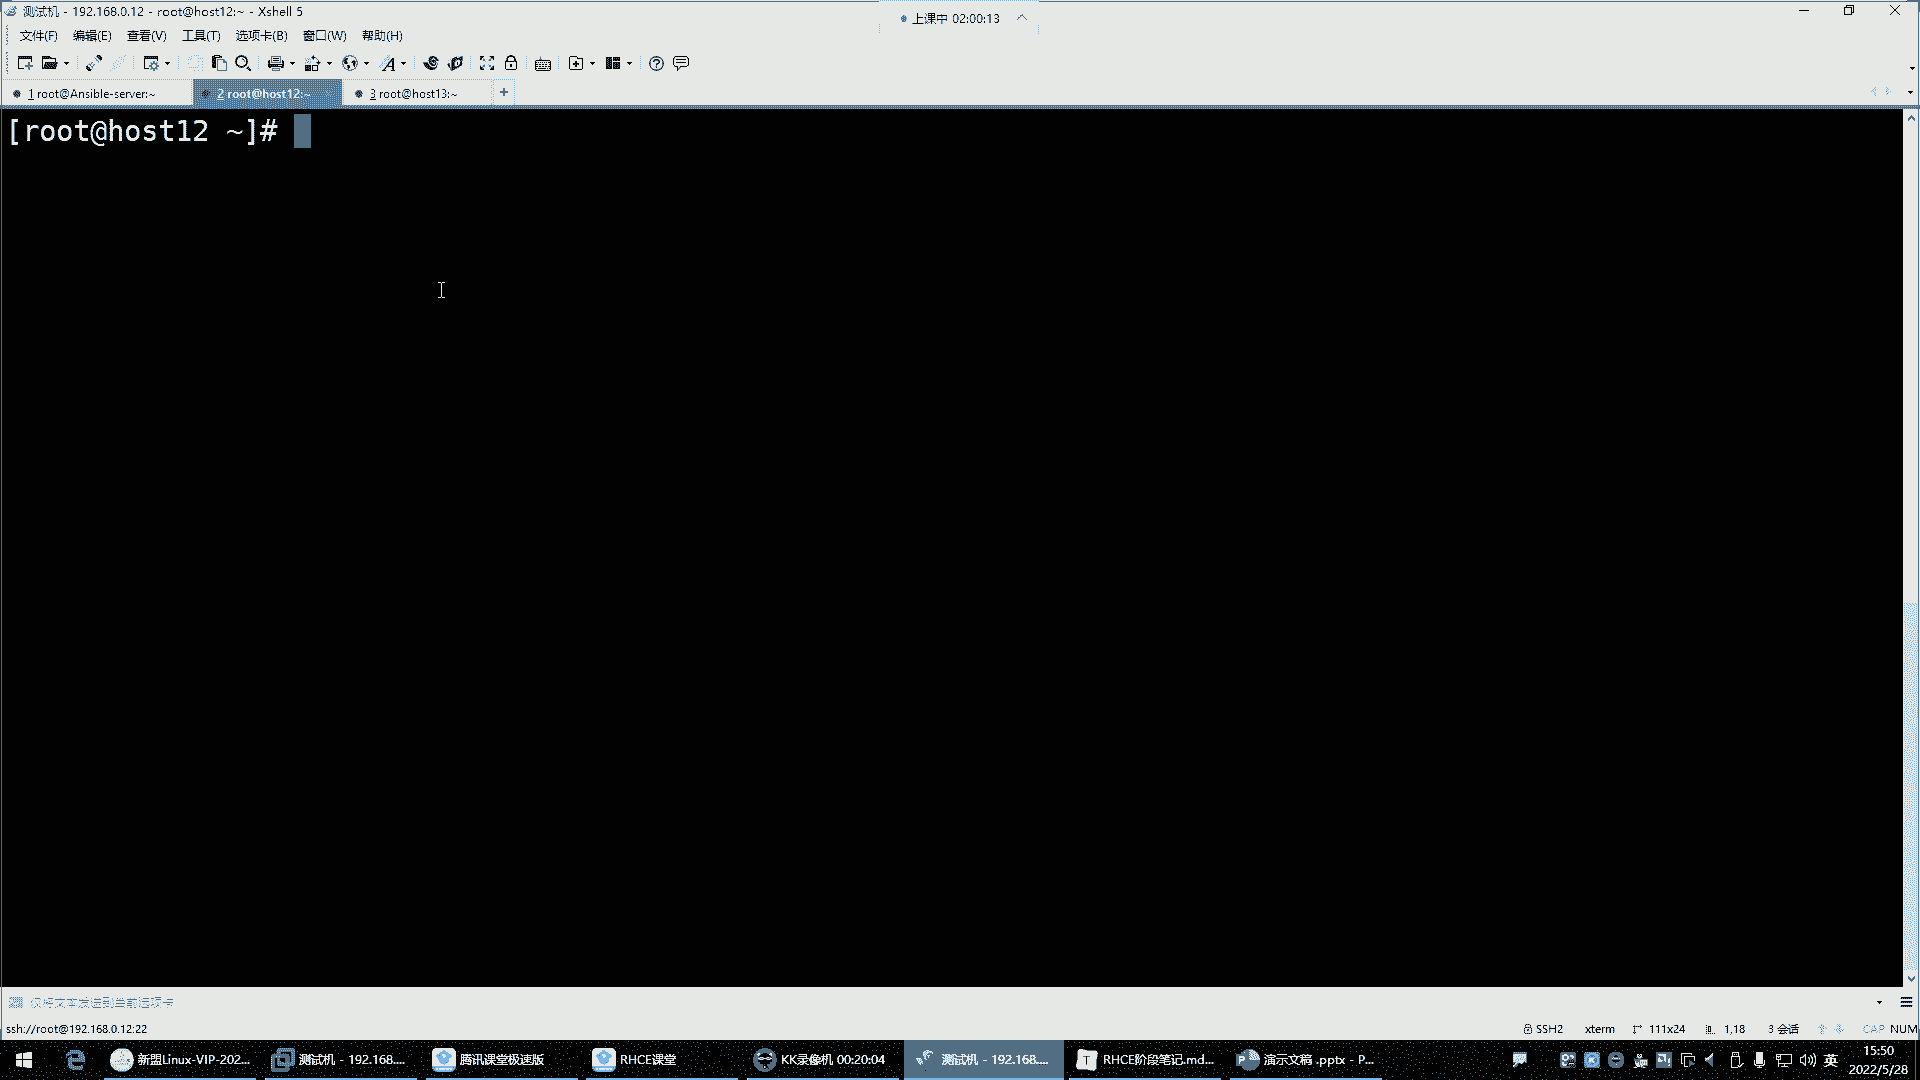 测试机 - 192.168.0.12 - root@host12:~ - Xshell 5
上课中 02:00:13
文件(F) 编辑(E) 查看(V) 工具(T) 选项卡(B) 窗口(W) 帮助(H)
1 root@Ansible-server:~ 2 root@host12:~ 3 root@host13:~ +
[root@host12 ~]#
仅将文本发送到当前选项卡
ssh://root@192.168.0.12:22 SSH2 xterm 111x24 1,18 3 会话 CAP NUM
新盟Linux-VIP-202... 测试机 - 192.168.... 腾讯课堂极速版 RHCE课堂 KK录像机 00:20:04 测试机 - 192.168.... RHCE阶段笔记.md... 演示文稿 .pptx - P... 英 15:50
2022/5/28